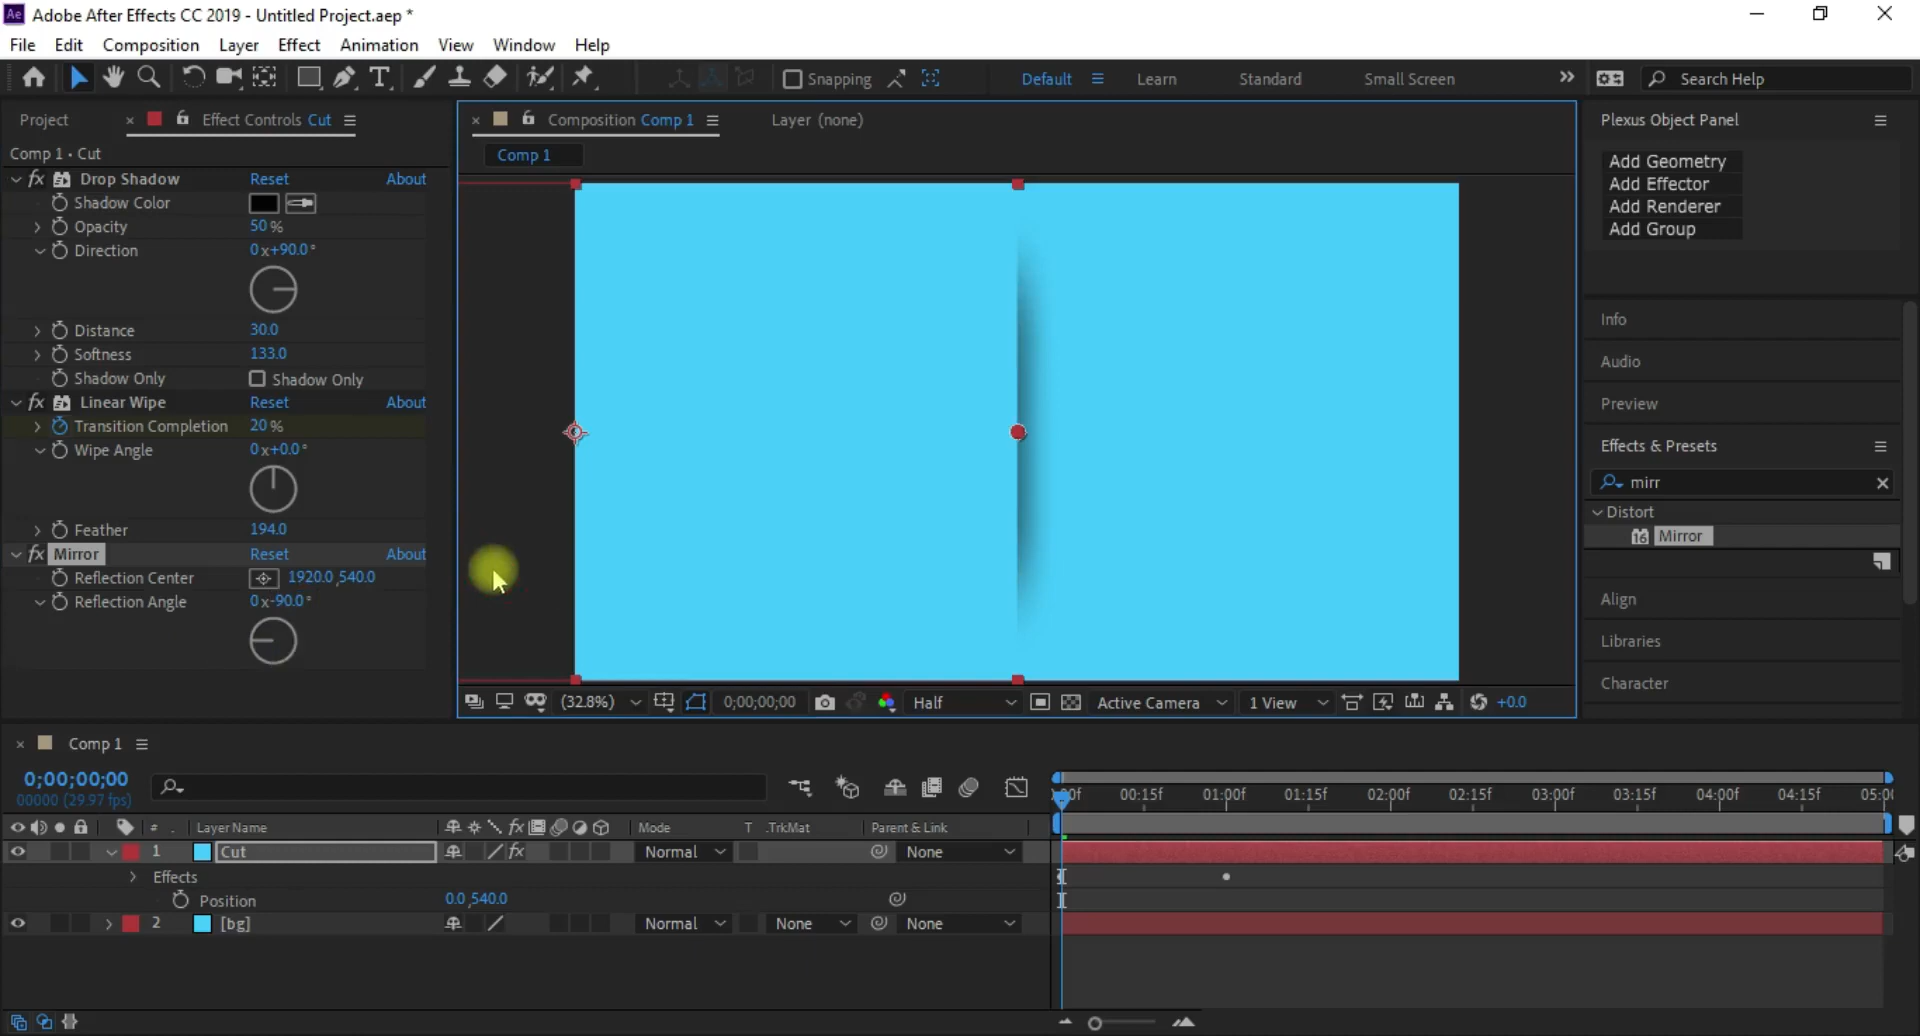 Ae Adobe After Effects CC 2019 - Untitled Project.aep *
File Edit Composition Layer Effect Animation View Window Help
Snapping Default Learn Standard Small Screen Search Help
Project Effect Controls Cut
Composition Comp 1 Layer (none)
Plexus Object Panel
Comp 1 • Cut
Comp 1
fx Drop Shadow Reset About
Shadow Color
Opacity 50 %
Direction 0x+90.0°
Distance 30.0
Softness 133.0
Shadow Only Shadow Only
fx Linear Wipe Reset About
Transition Completion 20 %
Wipe Angle 0x+0.0°
Feather 194.0
fx Mirror Reset About
Reflection Center 1920.0,540.0
Reflection Angle 0x-90.0°
Add Geometry
Add Effector
Add Renderer
Add Group
Info
Audio
Preview
Effects & Presets
mirr
Distort
16 Mirror
Align
Libraries
Character
(32.8%) 0;00;00;00 Half Active Camera 1 View +0.0
Comp 1
0;00;00;00
00000 (29.97 fps)
00:15f 01:00f 01:15f 02:00f 02:15f 03:00f 03:15f 04:00f 04:15f 05:00
# . Layer Name fx Mode T .TrkMat Parent & Link
1 Cut fx Normal None
Effects
Position 0.0,540.0
2 [bg] Normal None None